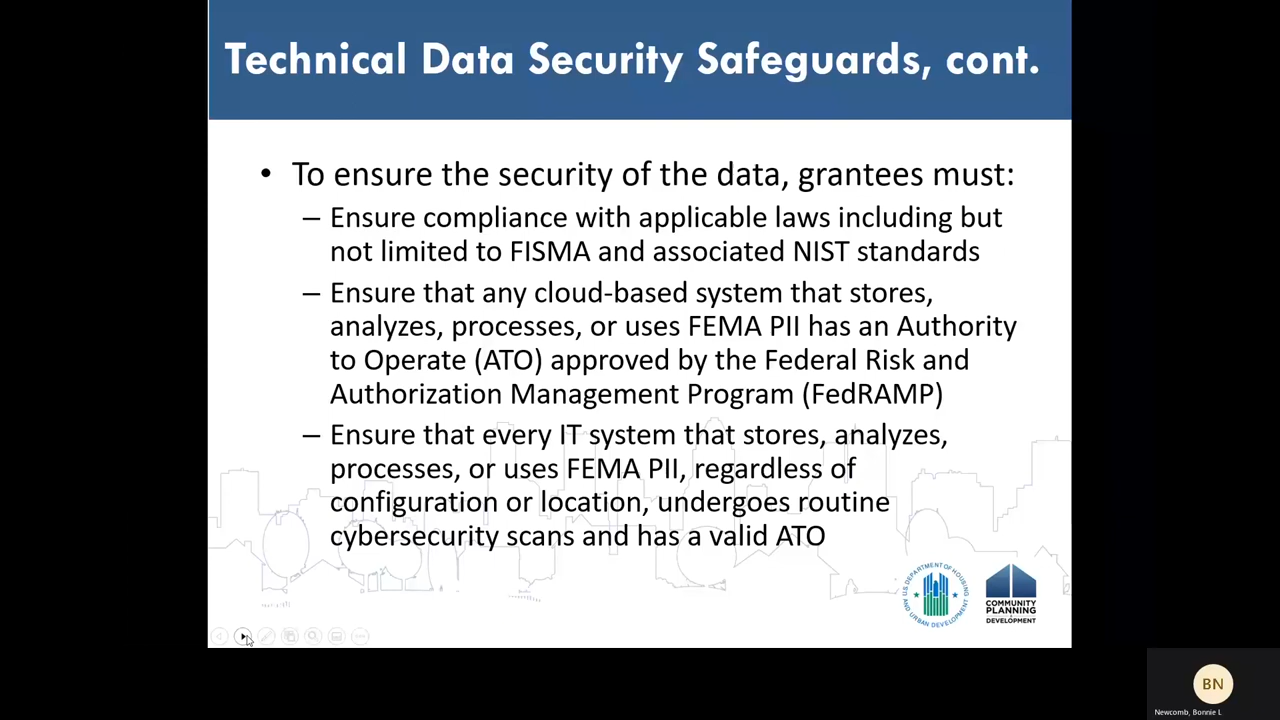 Technical Data Security Safeguards, cont.
• To ensure the security of the data, grantees must:
– Ensure compliance with applicable laws including but
not limited to FISMA and associated NIST standards
– Ensure that any cloud-based system that stores,
analyzes, processes, or uses FEMA PII has an Authority
to Operate (ATO) approved by the Federal Risk and
Authorization Management Program (FedRAMP)
– Ensure that every IT system that stores, analyzes,
processes, or uses FEMA PII, regardless of
configuration or location, undergoes routine
cybersecurity scans and has a valid ATO
U.S. DEPARTMENT OF HOUSING
AND URBAN DEVELOPMENT
COMMUNITY
PLANNING
DEVELOPMENT
BN
Newcomb, Bonnie L